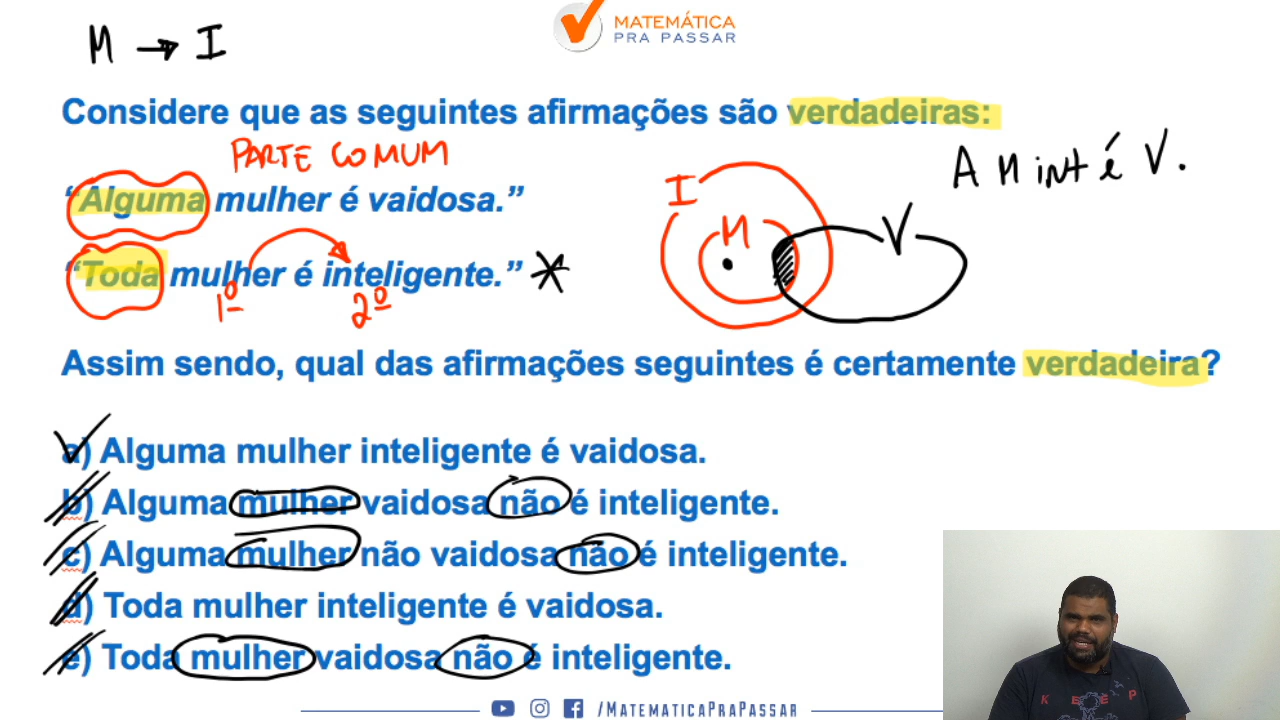 M → I
MATEMÁTICA
PRA PASSAR
Considere que as seguintes afirmações são verdadeiras:
PARTE COMUM
A M int é V.
“Alguma mulher é vaidosa.”
I
M
V
“Toda mulher é inteligente.” *
1º 2º
Assim sendo, qual das afirmações seguintes é certamente verdadeira?
a) Alguma mulher inteligente é vaidosa.
b) Alguma mulher vaidosa não é inteligente.
c) Alguma mulher não vaidosa não é inteligente.
d) Toda mulher inteligente é vaidosa.
e) Toda mulher vaidosa não é inteligente.
K E E P
/MATEMATICAPRAPASSAR